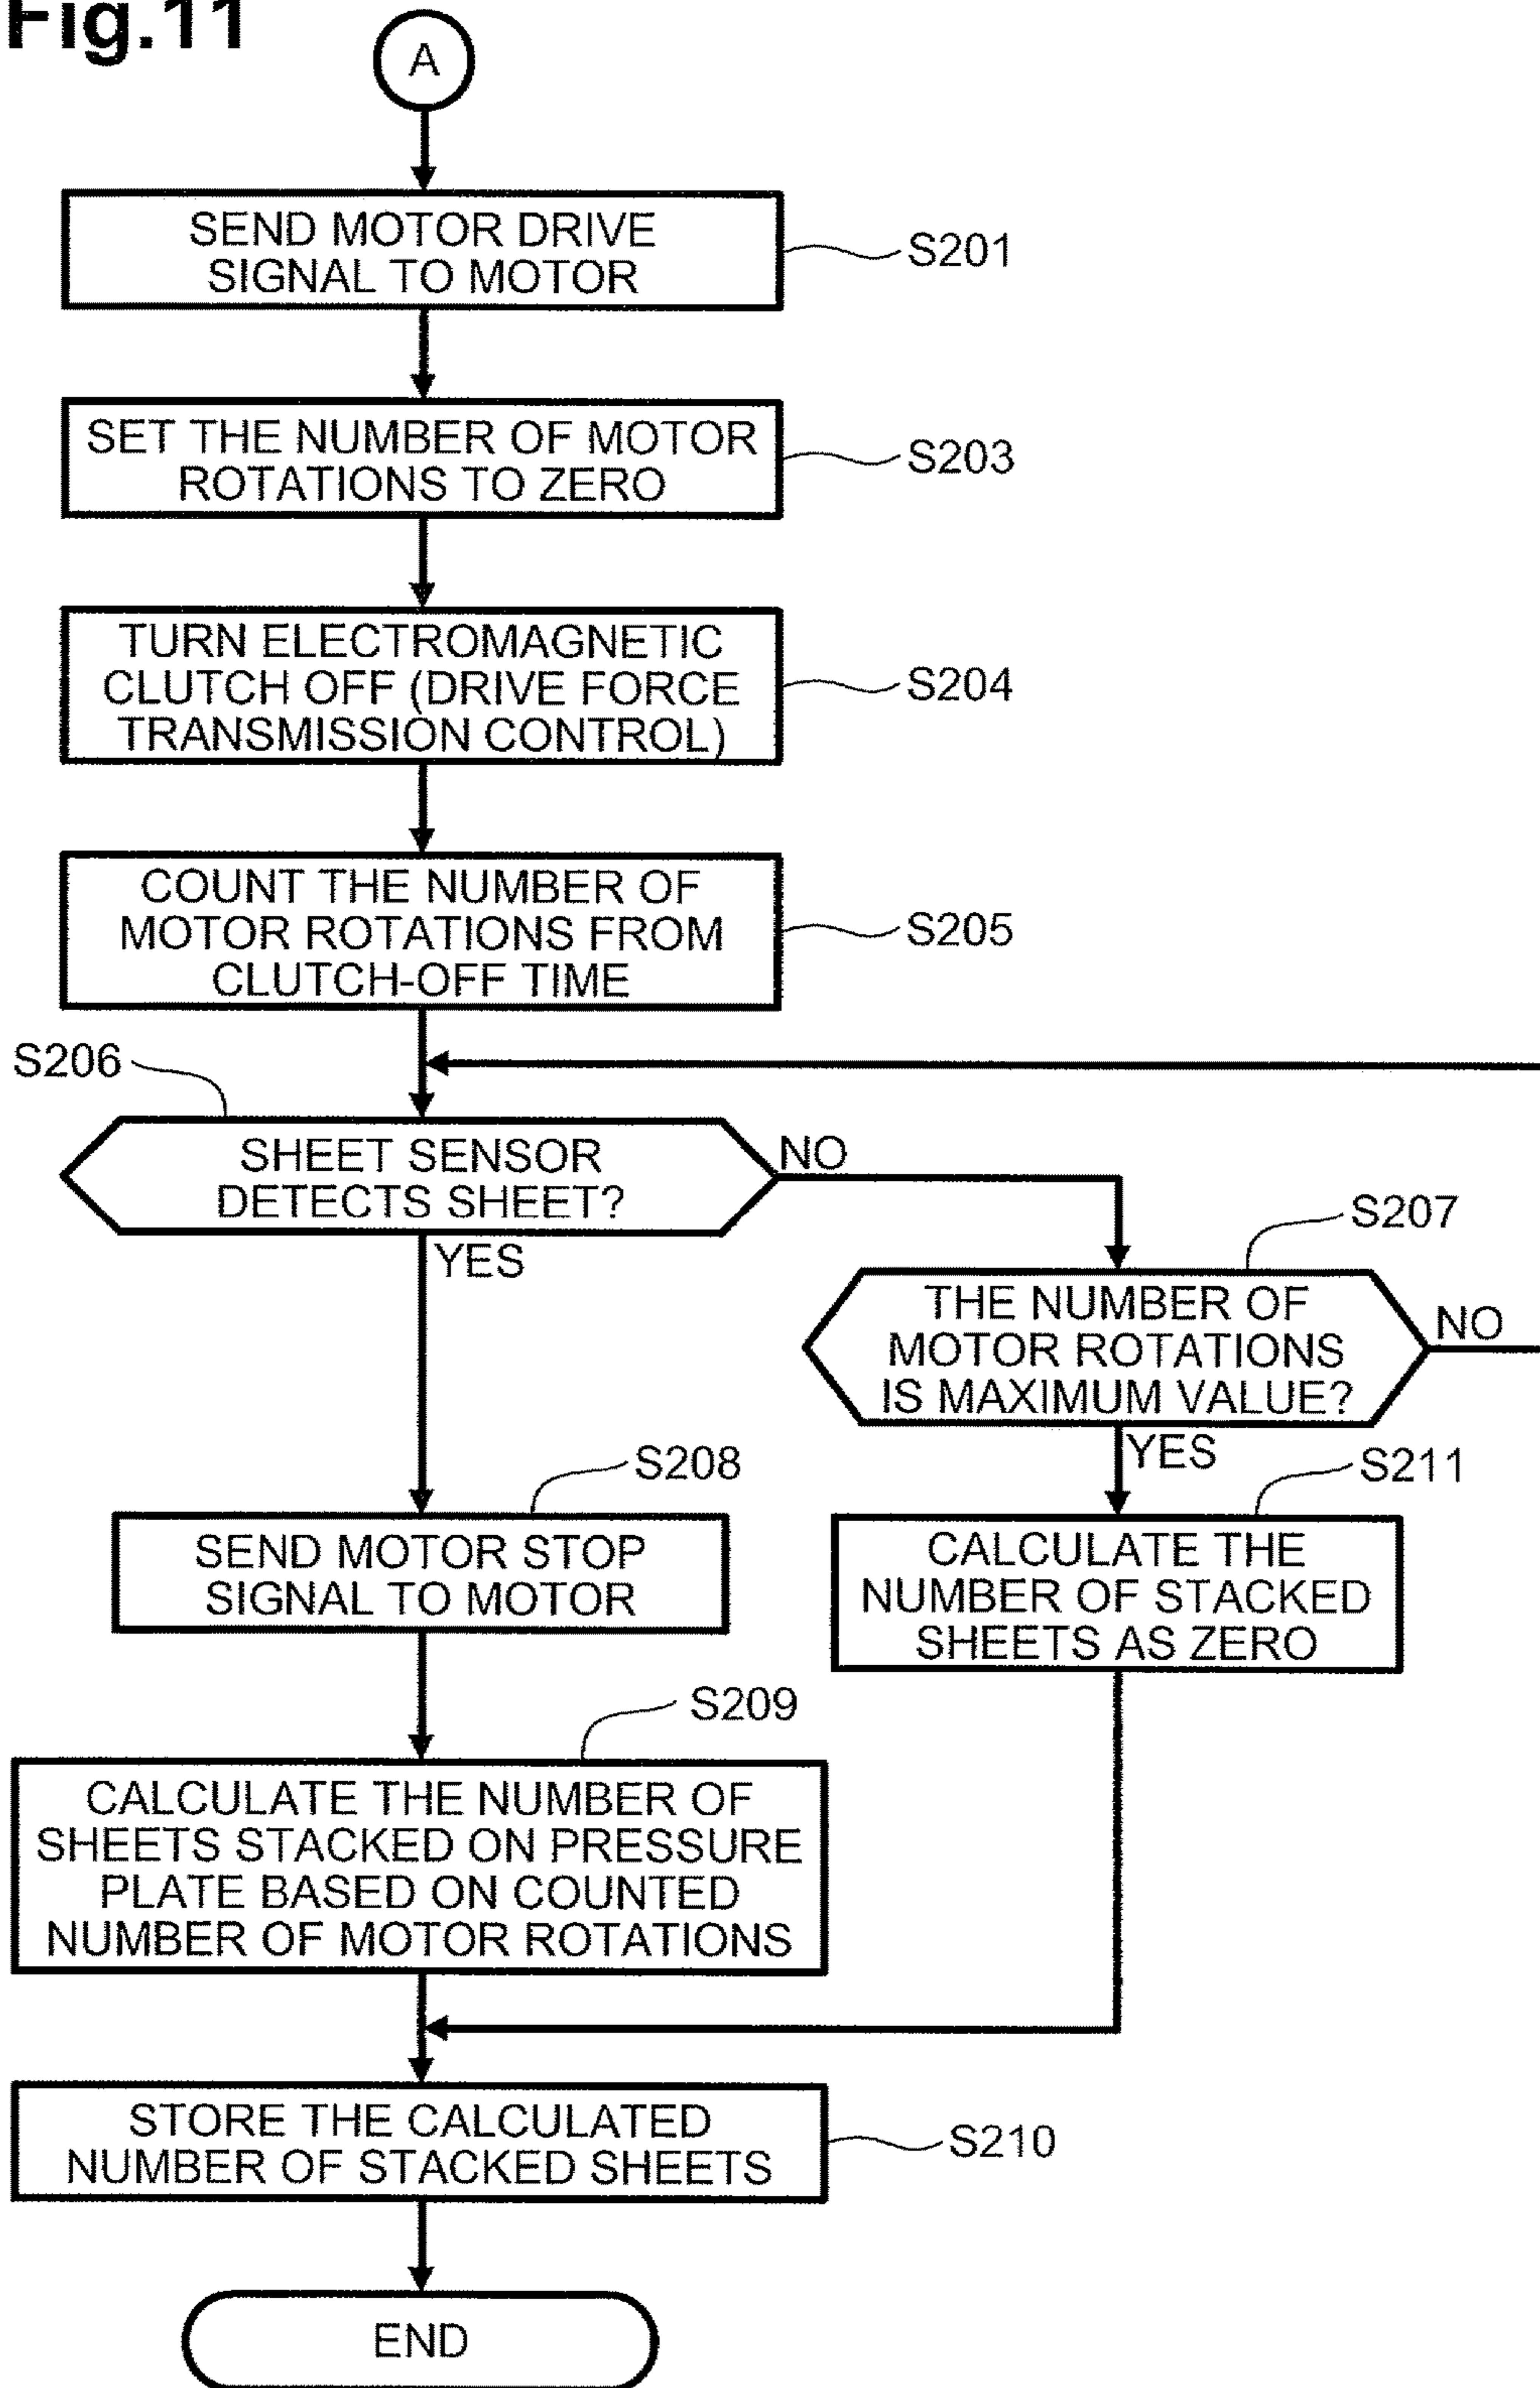 Fig.11
A
SEND MOTOR DRIVE
SIGNAL TO MOTOR
S201
SET THE NUMBER OF MOTOR
ROTATIONS TO ZERO
S203
TURN ELECTROMAGNETIC
CLUTCH OFF (DRIVE FORCE
TRANSMISSION CONTROL)
S204
COUNT THE NUMBER OF
MOTOR ROTATIONS FROM
CLUTCH-OFF TIME
S205
S206
SHEET SENSOR
DETECTS SHEET?
NO
YES
S207
THE NUMBER OF
MOTOR ROTATIONS
IS MAXIMUM VALUE?
NO
YES
S208
SEND MOTOR STOP
SIGNAL TO MOTOR
S211
CALCULATE THE
NUMBER OF STACKED
SHEETS AS ZERO
S209
CALCULATE THE NUMBER OF
SHEETS STACKED ON PRESSURE
PLATE BASED ON COUNTED
NUMBER OF MOTOR ROTATIONS
STORE THE CALCULATED
NUMBER OF STACKED SHEETS
S210
END